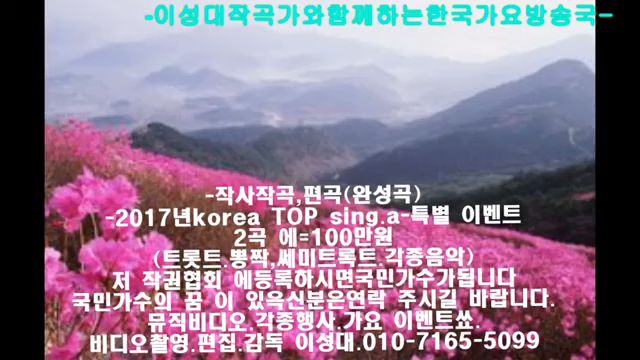 -이성대작곡가와함께하는한국가요방송국-
-작사작곡,편곡(완성곡)
-2017년korea TOP sing.a-특별 이벤트
2곡 에=100만원
(트롯트.뽕짝,쎄미트록트.각종음악)
저 작권협회 에등록하시면국민가수가됩니다
국민가수의 꿈 이 있윽신분은연락 주시길 바랍니다.
뮤직비디오.각종행사.가요 이벤트쑈.
비디오촬영.편집.감독 이성대.010-7165-5099